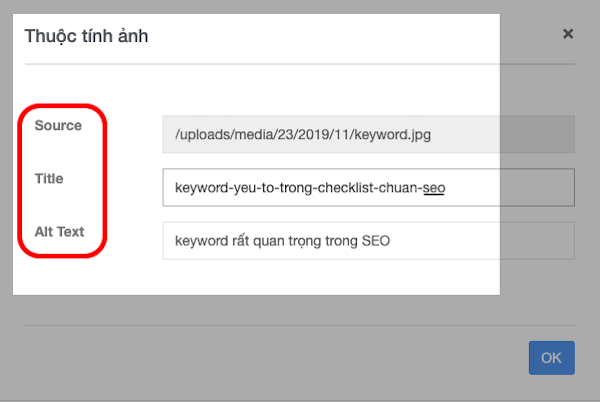 Thuộc tính ảnh ×
Source /uploads/media/23/2019/11/keyword.jpg
Title keyword-yeu-to-trong-checklist-chuan-seo
Alt Text keyword rất quan trọng trong SEO
OK